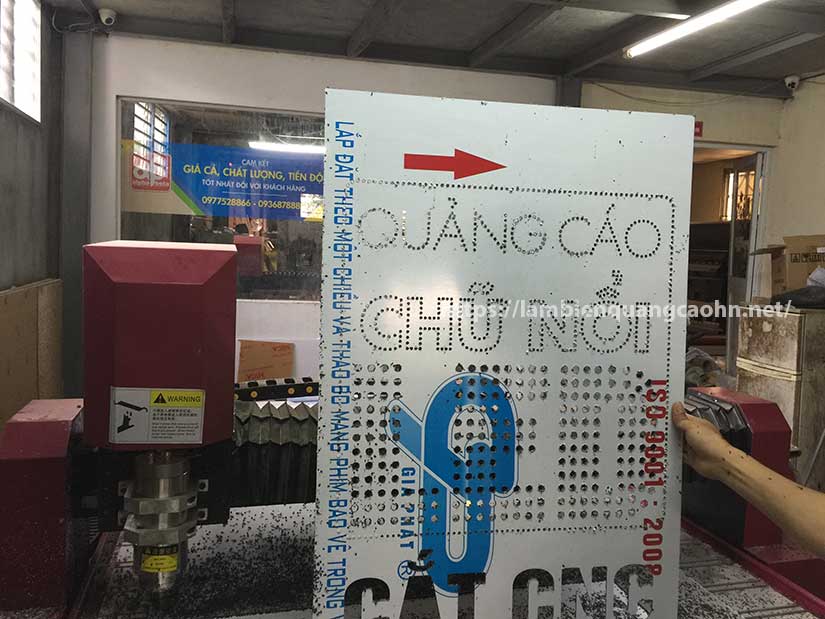 CAM KẾT
GIÁ CẢ, CHẤT LƯỢNG, TIẾN ĐỘ
TỐT NHẤT ĐỐI VỚI KHÁCH HÀNG
0977528866 - 0936878888
LẮP ĐẶT THEO MỘT CHIỀU VÀ THÁO BỎ MÀNG PHIM BẢO VỆ TRONG
QUẢNG CÁO
CHỮ NỔI
https://lambienquangcaohn.net/
GIA PHÁT
®
ISO 9001 - 2008
CẮT CNC
WARNING